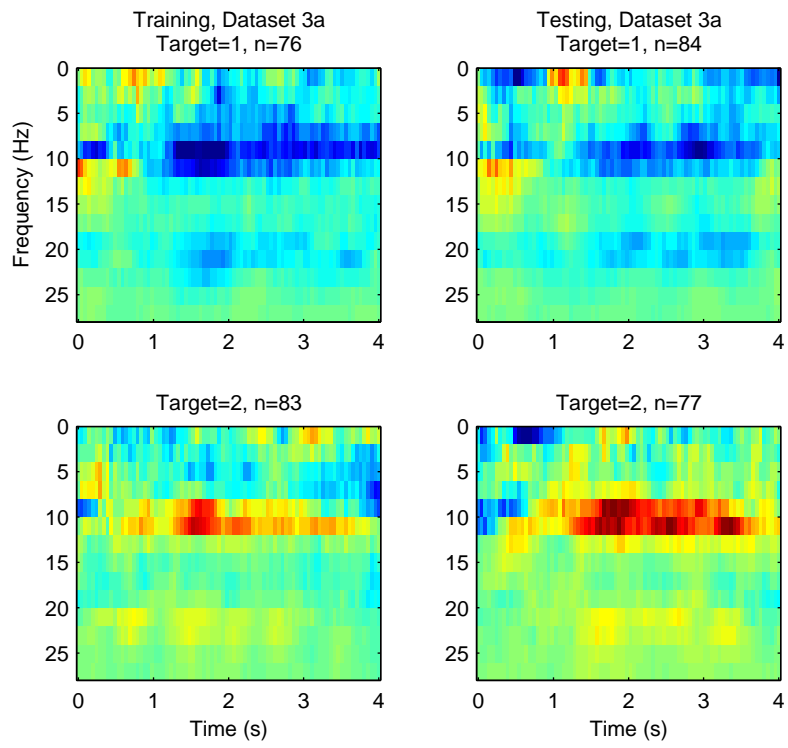 Training, Dataset 3a
Target=1, n=76
Testing, Dataset 3a
Target=1, n=84
0
5
10
15
20
25
Frequency (Hz)
0 1 2 3 4
0
5
10
15
20
25
0 1 2 3 4
Target=2, n=83
Target=2, n=77
0
5
10
15
20
25
0 1 2 3 4
Time (s)
0
5
10
15
20
25
0 1 2 3 4
Time (s)